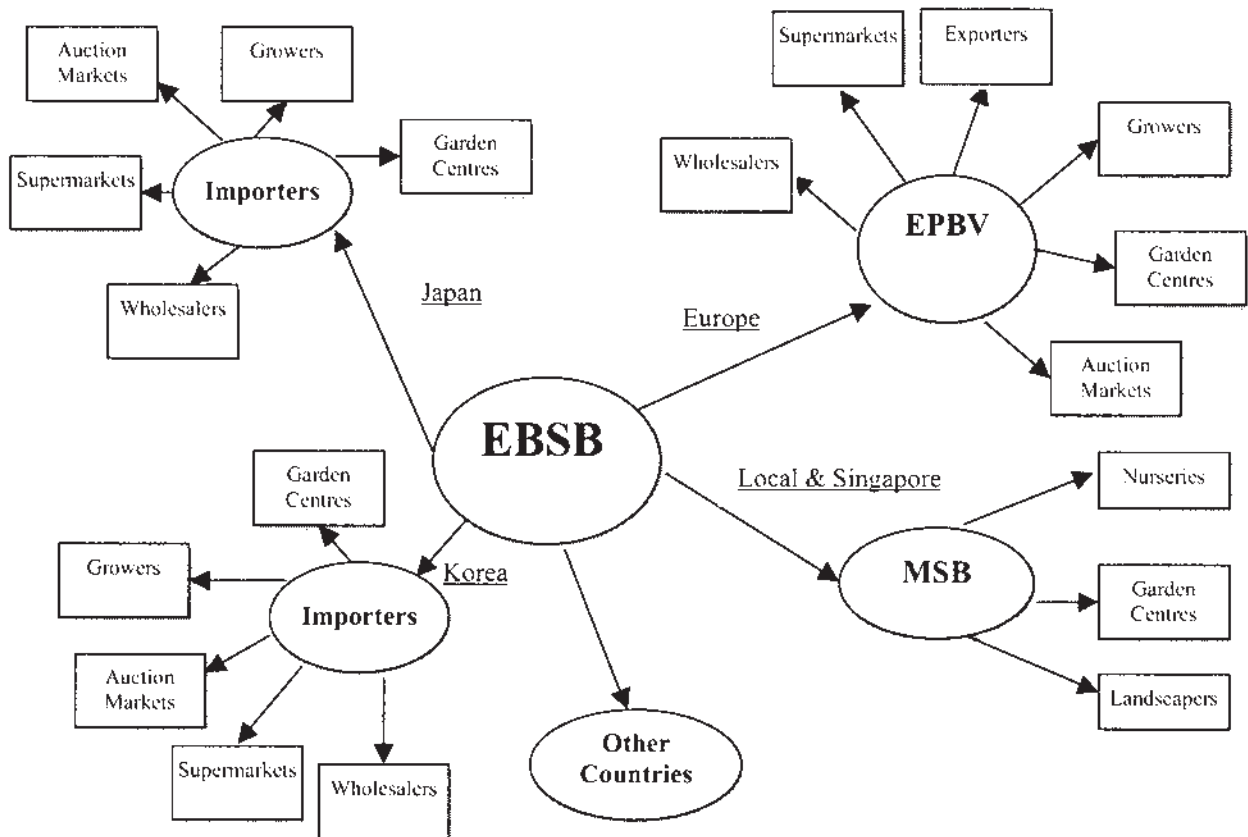 Auction
Markets
Growers
Garden
Centres
Supermarkets
Importers
Wholesalers
Japan
Supermarkets
Exporters
Growers
Wholesalers
EPBV
Garden
Centres
Auction
Markets
Europe
EBSB
Local & Singapore
Nurseries
MSB
Garden
Centres
Landscapers
Garden
Centres
Growers
Korea
Importers
Auction
Markets
Supermarkets
Wholesalers
Other
Countries